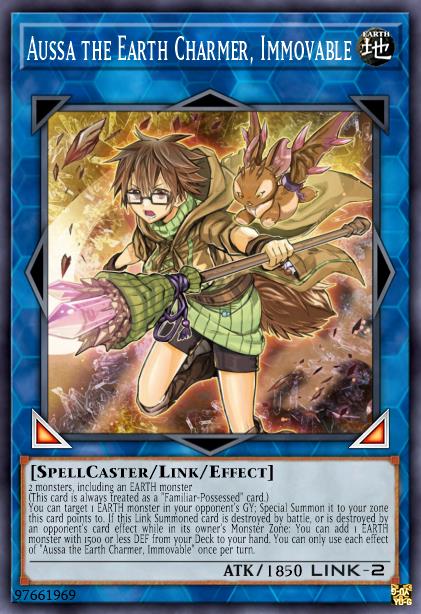 AUSSA THE EARTH CHARMER, IMMOVABLE
EARTH
地
[SPELLCASTER/LINK/EFFECT]
2 monsters, including an EARTH monster
(This card is always treated as a "Familiar-Possessed" card.)
You can target 1 EARTH monster in your opponent's GY; Special Summon it to your zone
this card points to. If this Link Summoned card is destroyed by battle, or is destroyed by
an opponent's card effect while in its owner's Monster Zone: You can add 1 EARTH
monster with 1500 or less DEF from your Deck to your hand. You can only use each effect
of "Aussa the Earth Charmer, Immovable" once per turn.
ATK/1850 LINK-2
97661969